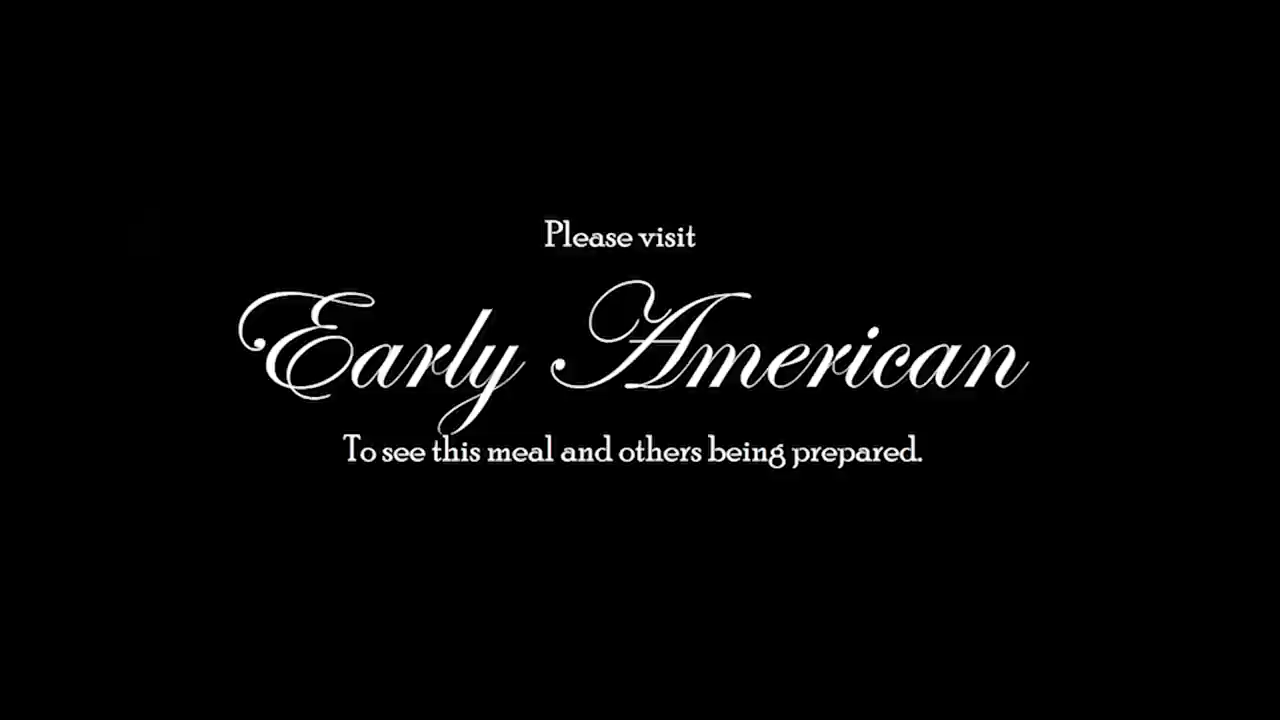 Please visit
Early American
To see this meal and others being prepared.